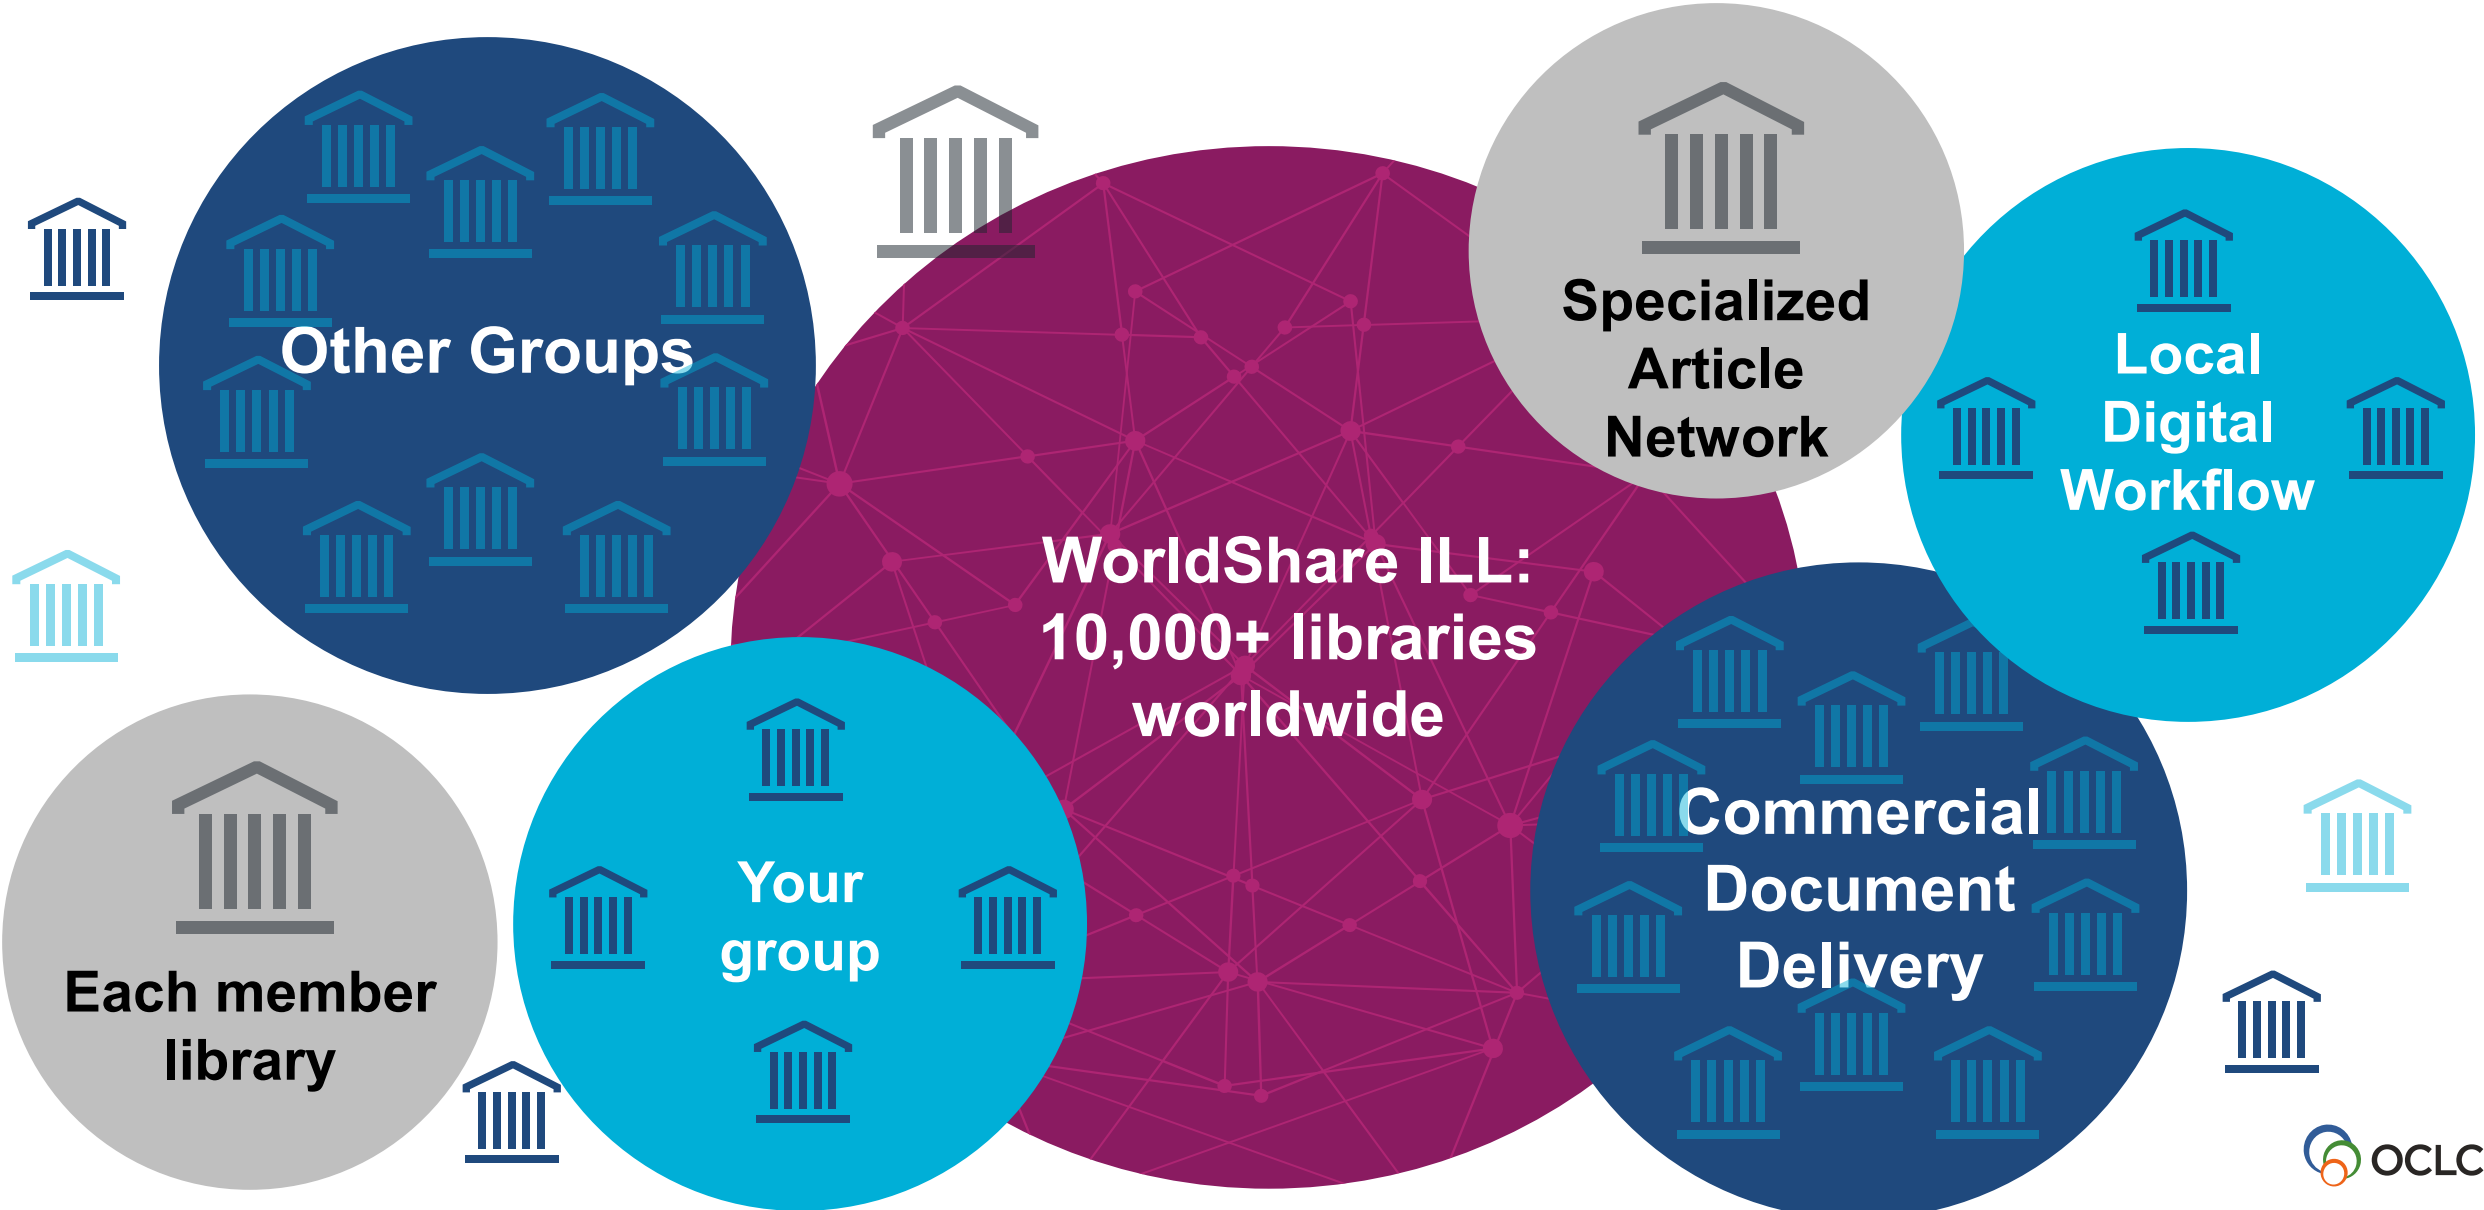 Other Groups
Each member
library
Your
group
WorldShare ILL:
10,000+ libraries
worldwide
Specialized
Article
Network
Local
Digital
Workflow
Commercial
Document
Delivery
OCLC